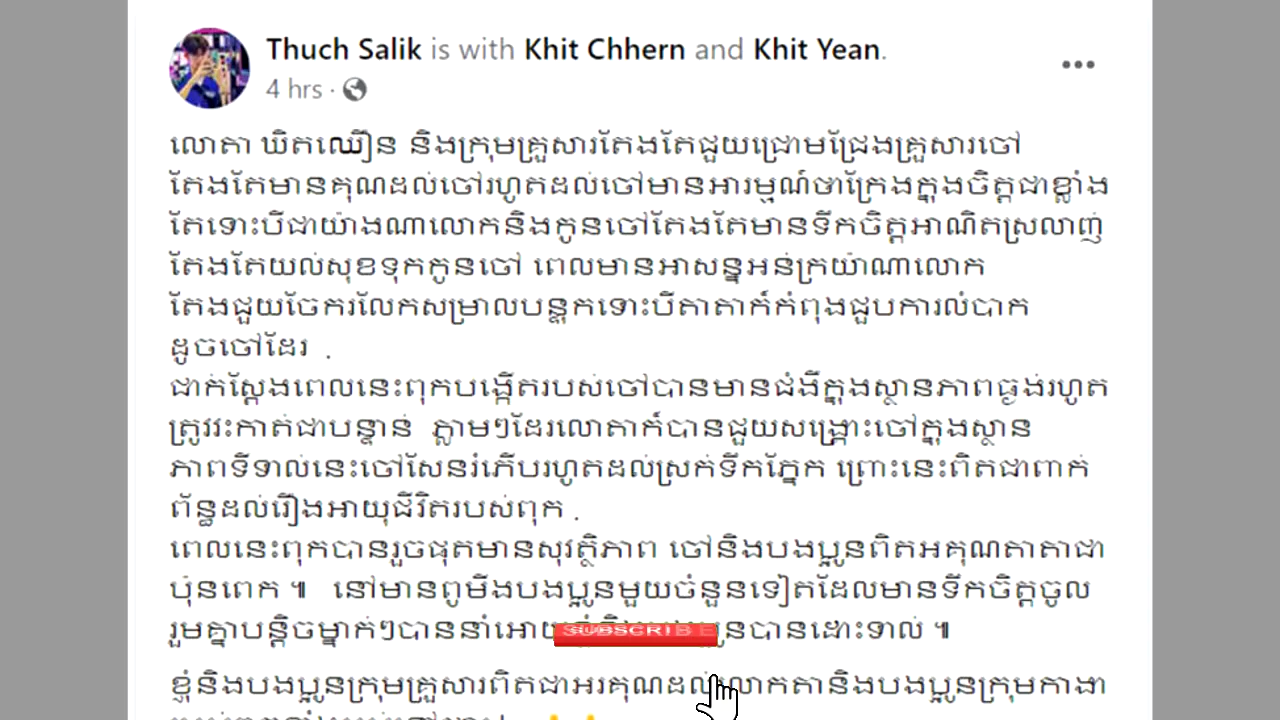 Thuch Salik is with Khit Chhern and Khit Yean.
4 hrs ·
លោតា ឃិតឈឿន និងក្រុមគ្រួសារតែងតែជួយជ្រោមជ្រែងគ្រួសារចៅ
តែងតែមានគុណដល់ចៅរហូតដល់ចៅមានអារម្មណ៍ថាក្រែងក្នុងចិត្តជាខ្លាំង
តែទោះបីជាយ៉ាងណាលោកនិងកូនចៅតែងតែមានទឹកចិត្តអាណិតស្រលាញ់
តែងតែយល់សុខទុកកូនចៅ ពេលមានអាសន្នអន់ក្រយ៉ាណាលោក
តែងជួយចែករលែកសម្រាលបន្ទុកទោះបីតាតាក៍កំពុងជួបការលំបាក
ដូចចៅដែរ .
ជាក់ស្ដែងពេលនេះពុកបង្កើតរបស់ចៅបានមានជំងឺក្នុងស្ថានភាពធ្ងង់រហូត
ត្រូវវះកាត់ជាបន្ទាន់ ភ្លាមៗដែរលោតាក៍បានជួយសង្គ្រោះចៅក្នុងស្ថាន
ភាពទីទាល់នេះចៅសែនរំភើបរហូតដល់ស្រក់ទឹកភ្នែក ព្រោះនេះពិតជាពាក់
ព័ន្ធដល់រឿងអាយុជីវិតរបស់ពុក .
ពេលនេះពុកបានរួចផុតមានសុវត្ថិភាព ចៅនិងបងប្អូនពិតអគុណតាតាជា
ប៉ុនពេក ៕ នៅមានពូមីងបងប្អូនមួយចំនួនទៀតដែលមានទឹកចិត្តចូល
រួមគ្នាបន្តិចម្នាក់ៗបាននាំអោយ ប្អូនបានដោះទាល់ ៕
SUBSCRIBE
ខ្ញុំនិងបងប្អូនក្រុមគ្រួសារពិតជាអរគុណដល់លោកតានិងបងប្អូនក្រុមកាងា